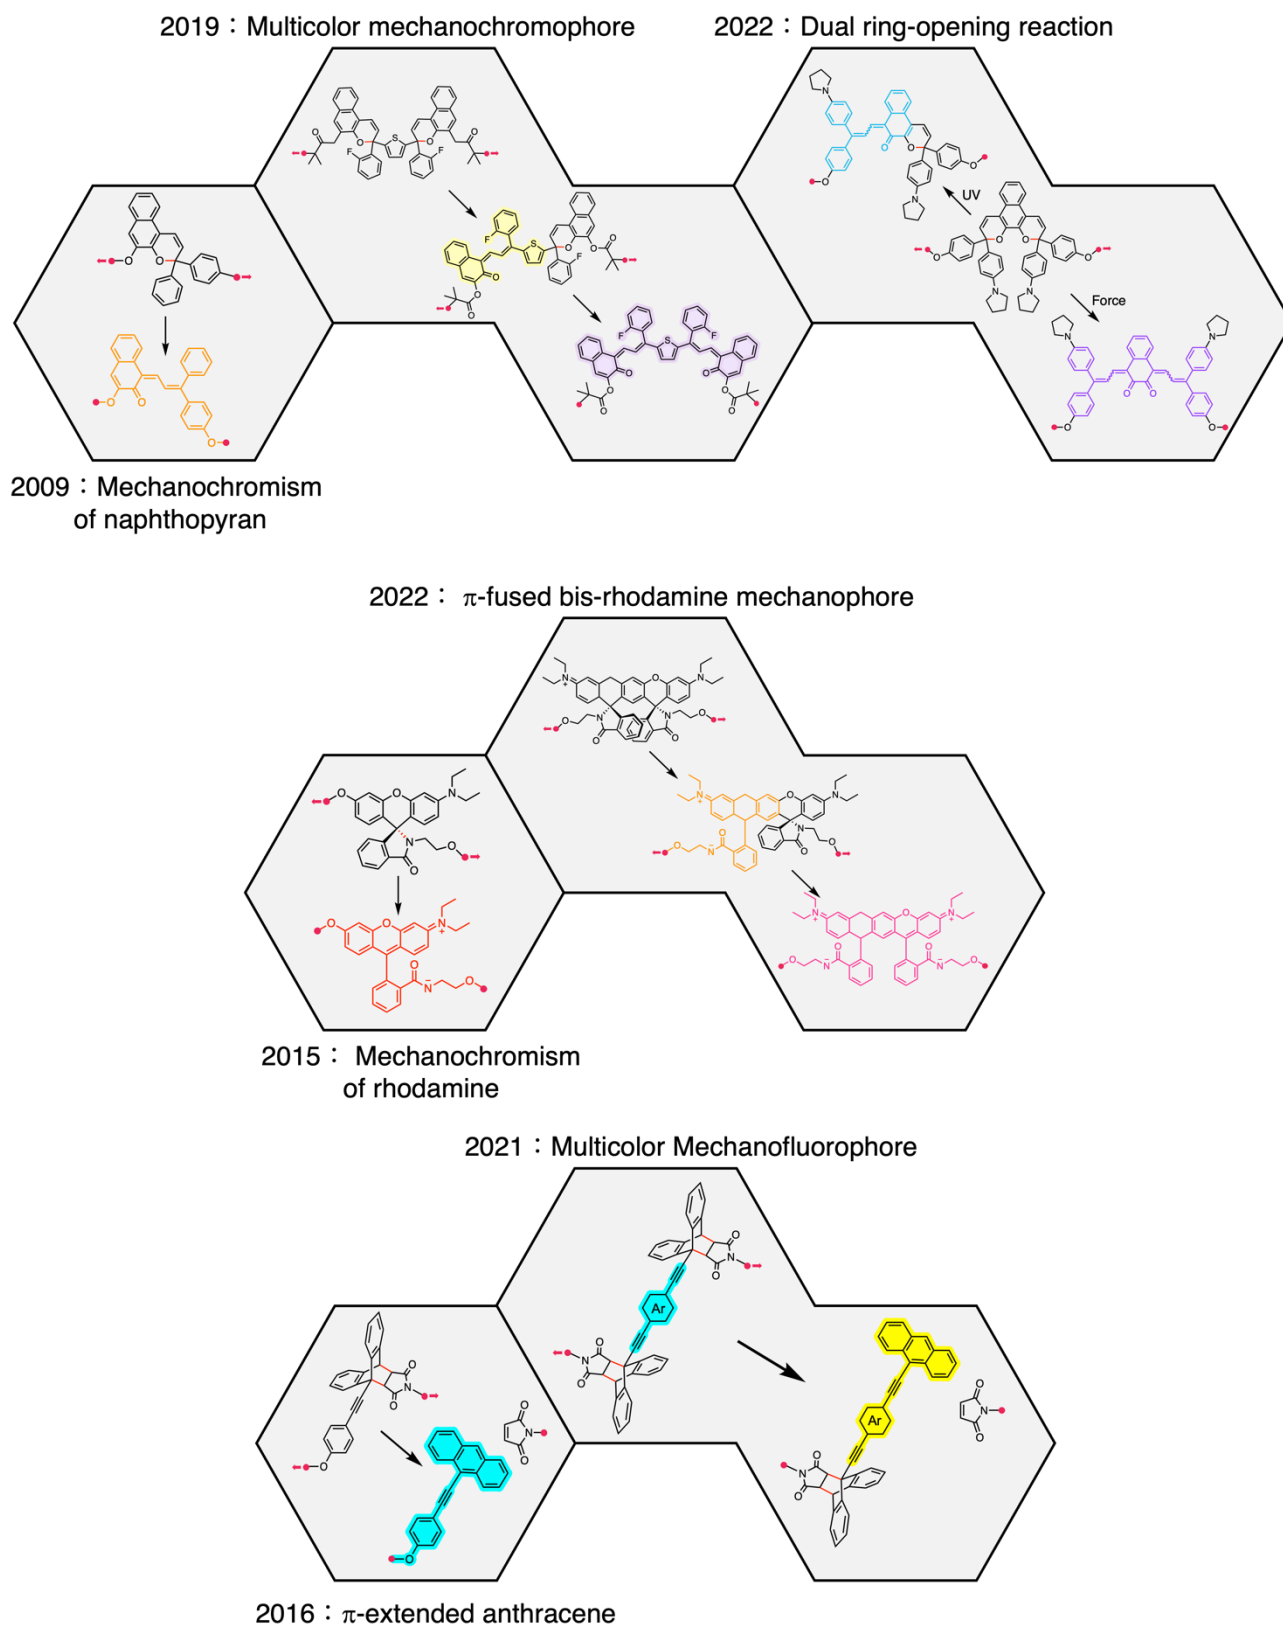 2019：Multicolor mechanochromophore
2022：Dual ring-opening reaction
UV
Force
2009：Mechanochromism
of naphthopyran
2022： π-fused bis-rhodamine mechanophore
2015： Mechanochromism
of rhodamine
2021：Multicolor Mechanofluorophore
Ar
Ar
2016：π-extended anthracene